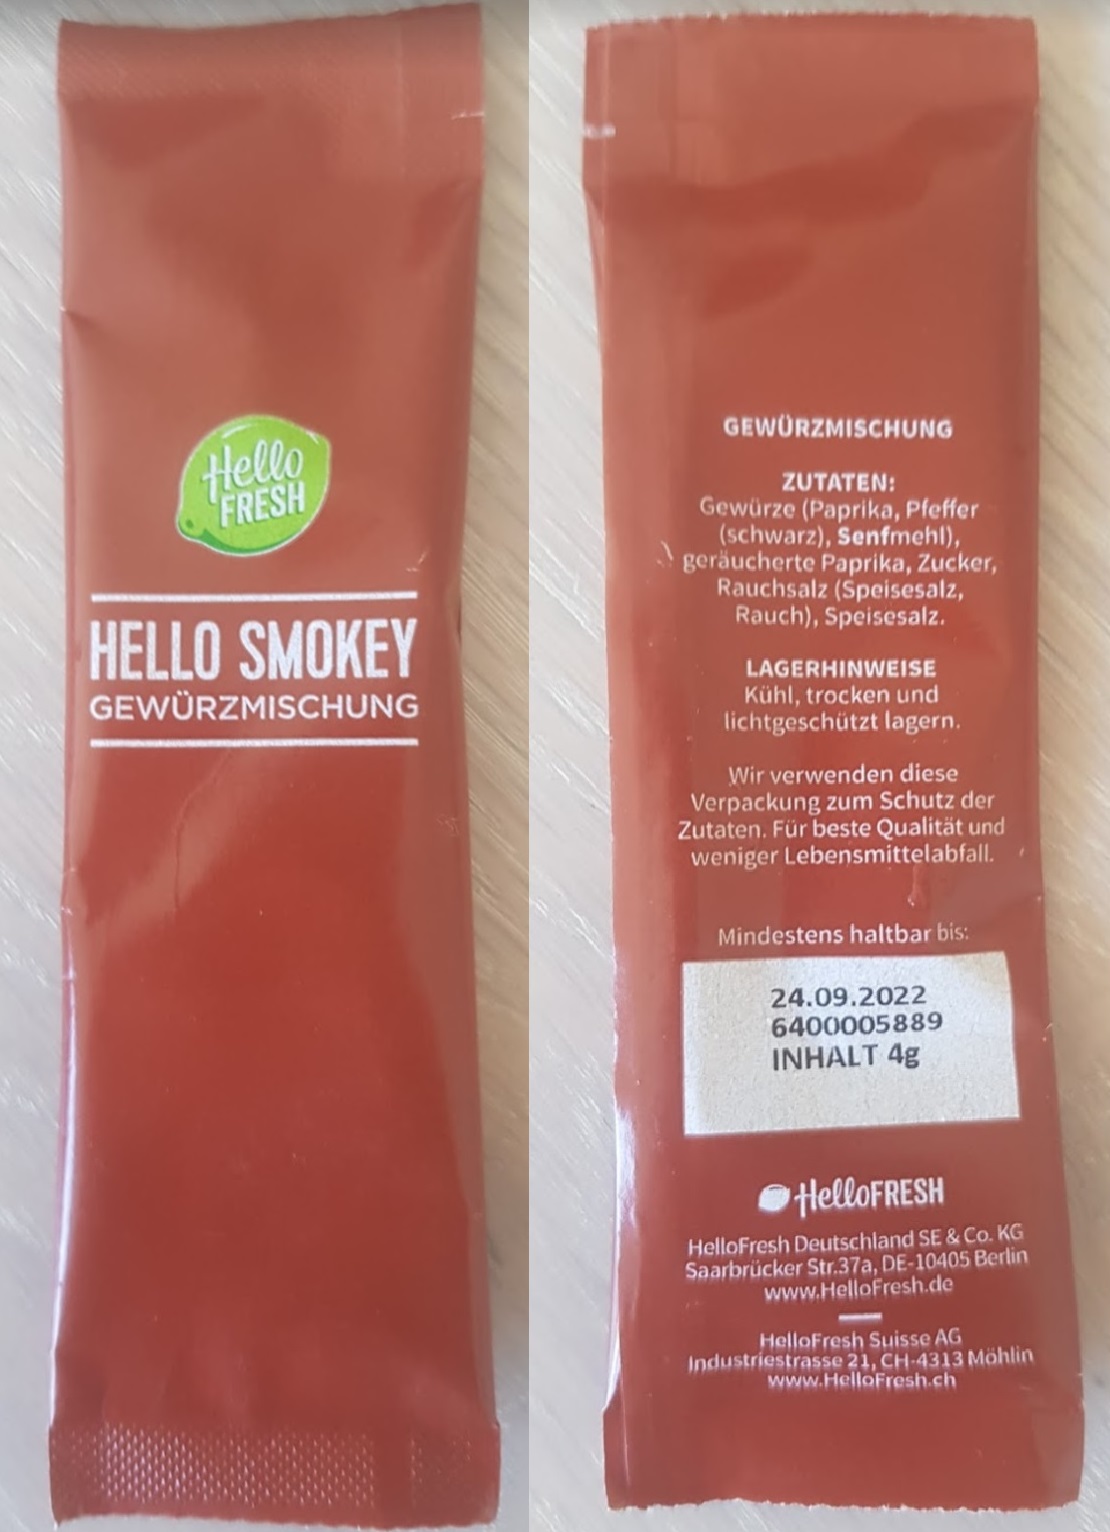 Hello
FRESH
HELLO SMOKEY
GEWÜRZMISCHUNG
GEWÜRZMISCHUNG
ZUTATEN:
Gewürze (Paprika, Pfeffer
(schwarz), Senfmehl),
geräucherte Paprika, Zucker,
Rauchsalz (Speisesalz,
Rauch), Speisesalz.
LAGERHINWEISE
Kühl, trocken und
lichtgeschützt lagern.
Wir verwenden diese
Verpackung zum Schutz der
Zutaten. Für beste Qualität und
weniger Lebensmittelabfall.
Mindestens haltbar bis:
24.09.2022
6400005889
INHALT 4g
HelloFRESH
HelloFresh Deutschland SE & Co. KG
Saarbrücker Str.37a, DE-10405 Berlin
www.HelloFresh.de
HelloFresh Suisse AG
Industriestrasse 21, CH-4313 Möhlin
www.HelloFresh.ch